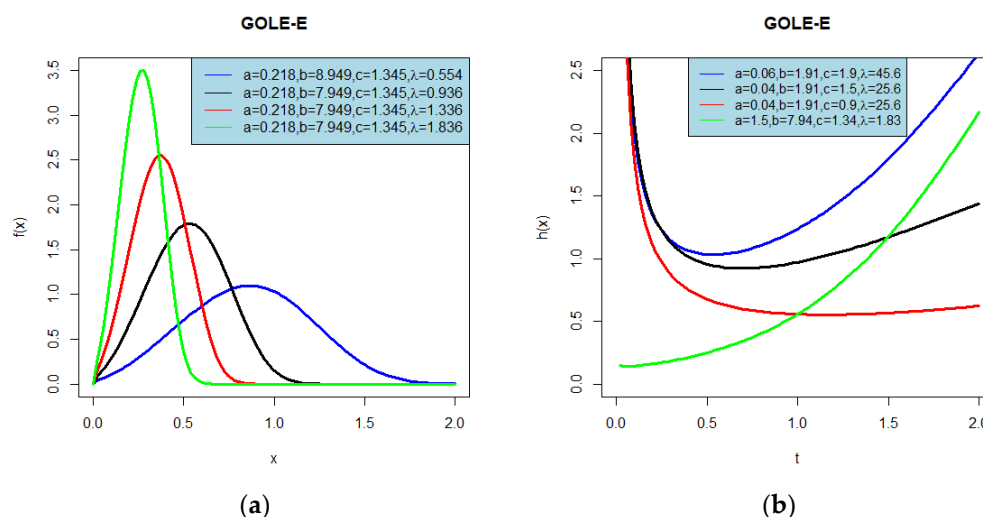 GOLE-E
a=0.218,b=8.949,c=1.345,λ=0.554
a=0.218,b=7.949,c=1.345,λ=0.936
a=0.218,b=7.949,c=1.345,λ=1.336
a=0.218,b=7.949,c=1.345,λ=1.836
f(x)
3.5
3.0
2.5
2.0
1.5
1.0
0.5
0.0
0.0 0.5 1.0 1.5 2.0
x
(a)
GOLE-E
a=0.06,b=1.91,c=1.9,λ=45.6
a=0.04,b=1.91,c=1.5,λ=25.6
a=0.04,b=1.91,c=0.9,λ=25.6
a=1.5,b=7.94,c=1.34,λ=1.83
h(x)
2.5
2.0
1.5
1.0
0.5
0.0
0.0 0.5 1.0 1.5 2.0
t
(b)